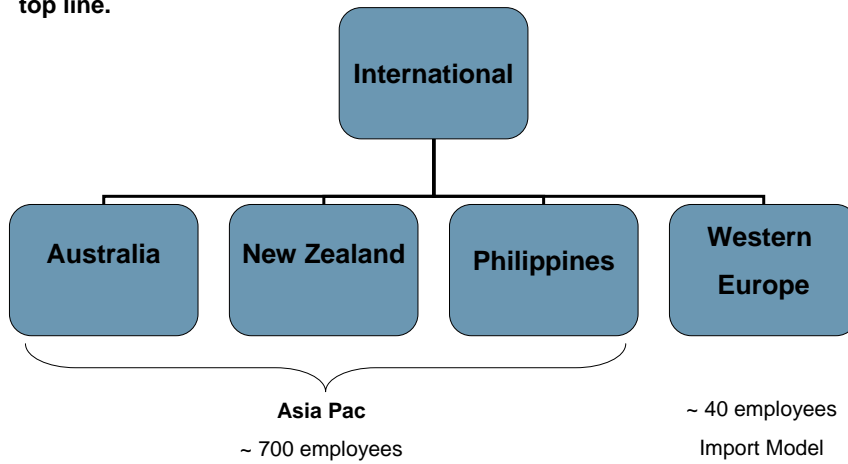 top line.
International
Australia
New Zealand
Philippines
Western
Europe
Asia Pac
~ 700 employees
~ 40 employees
Import Model